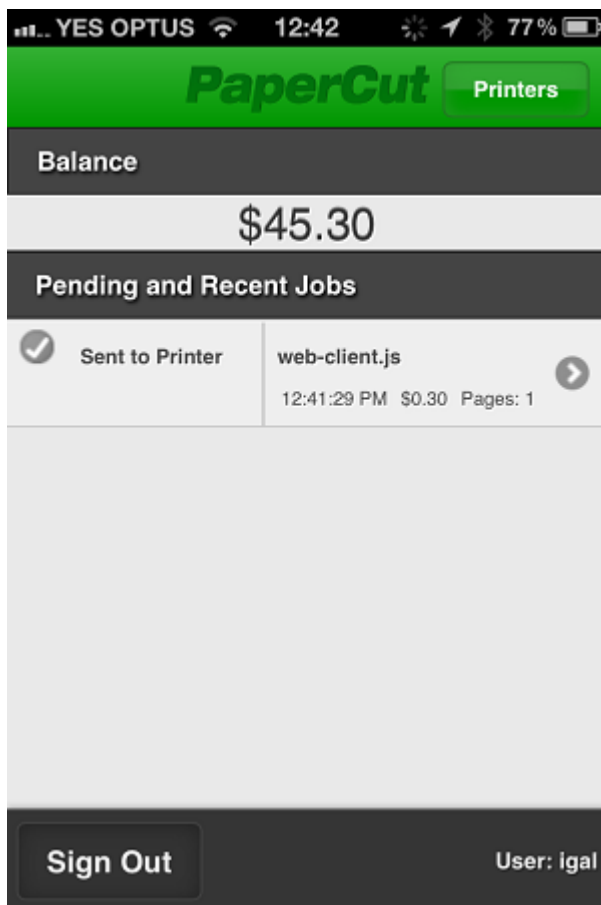 YES OPTUS 12:42 77%
PaperCut Printers
Balance
$45.30
Pending and Recent Jobs
Sent to Printer web-client.js
12:41:29 PM $0.30 Pages: 1
Sign Out User: igal